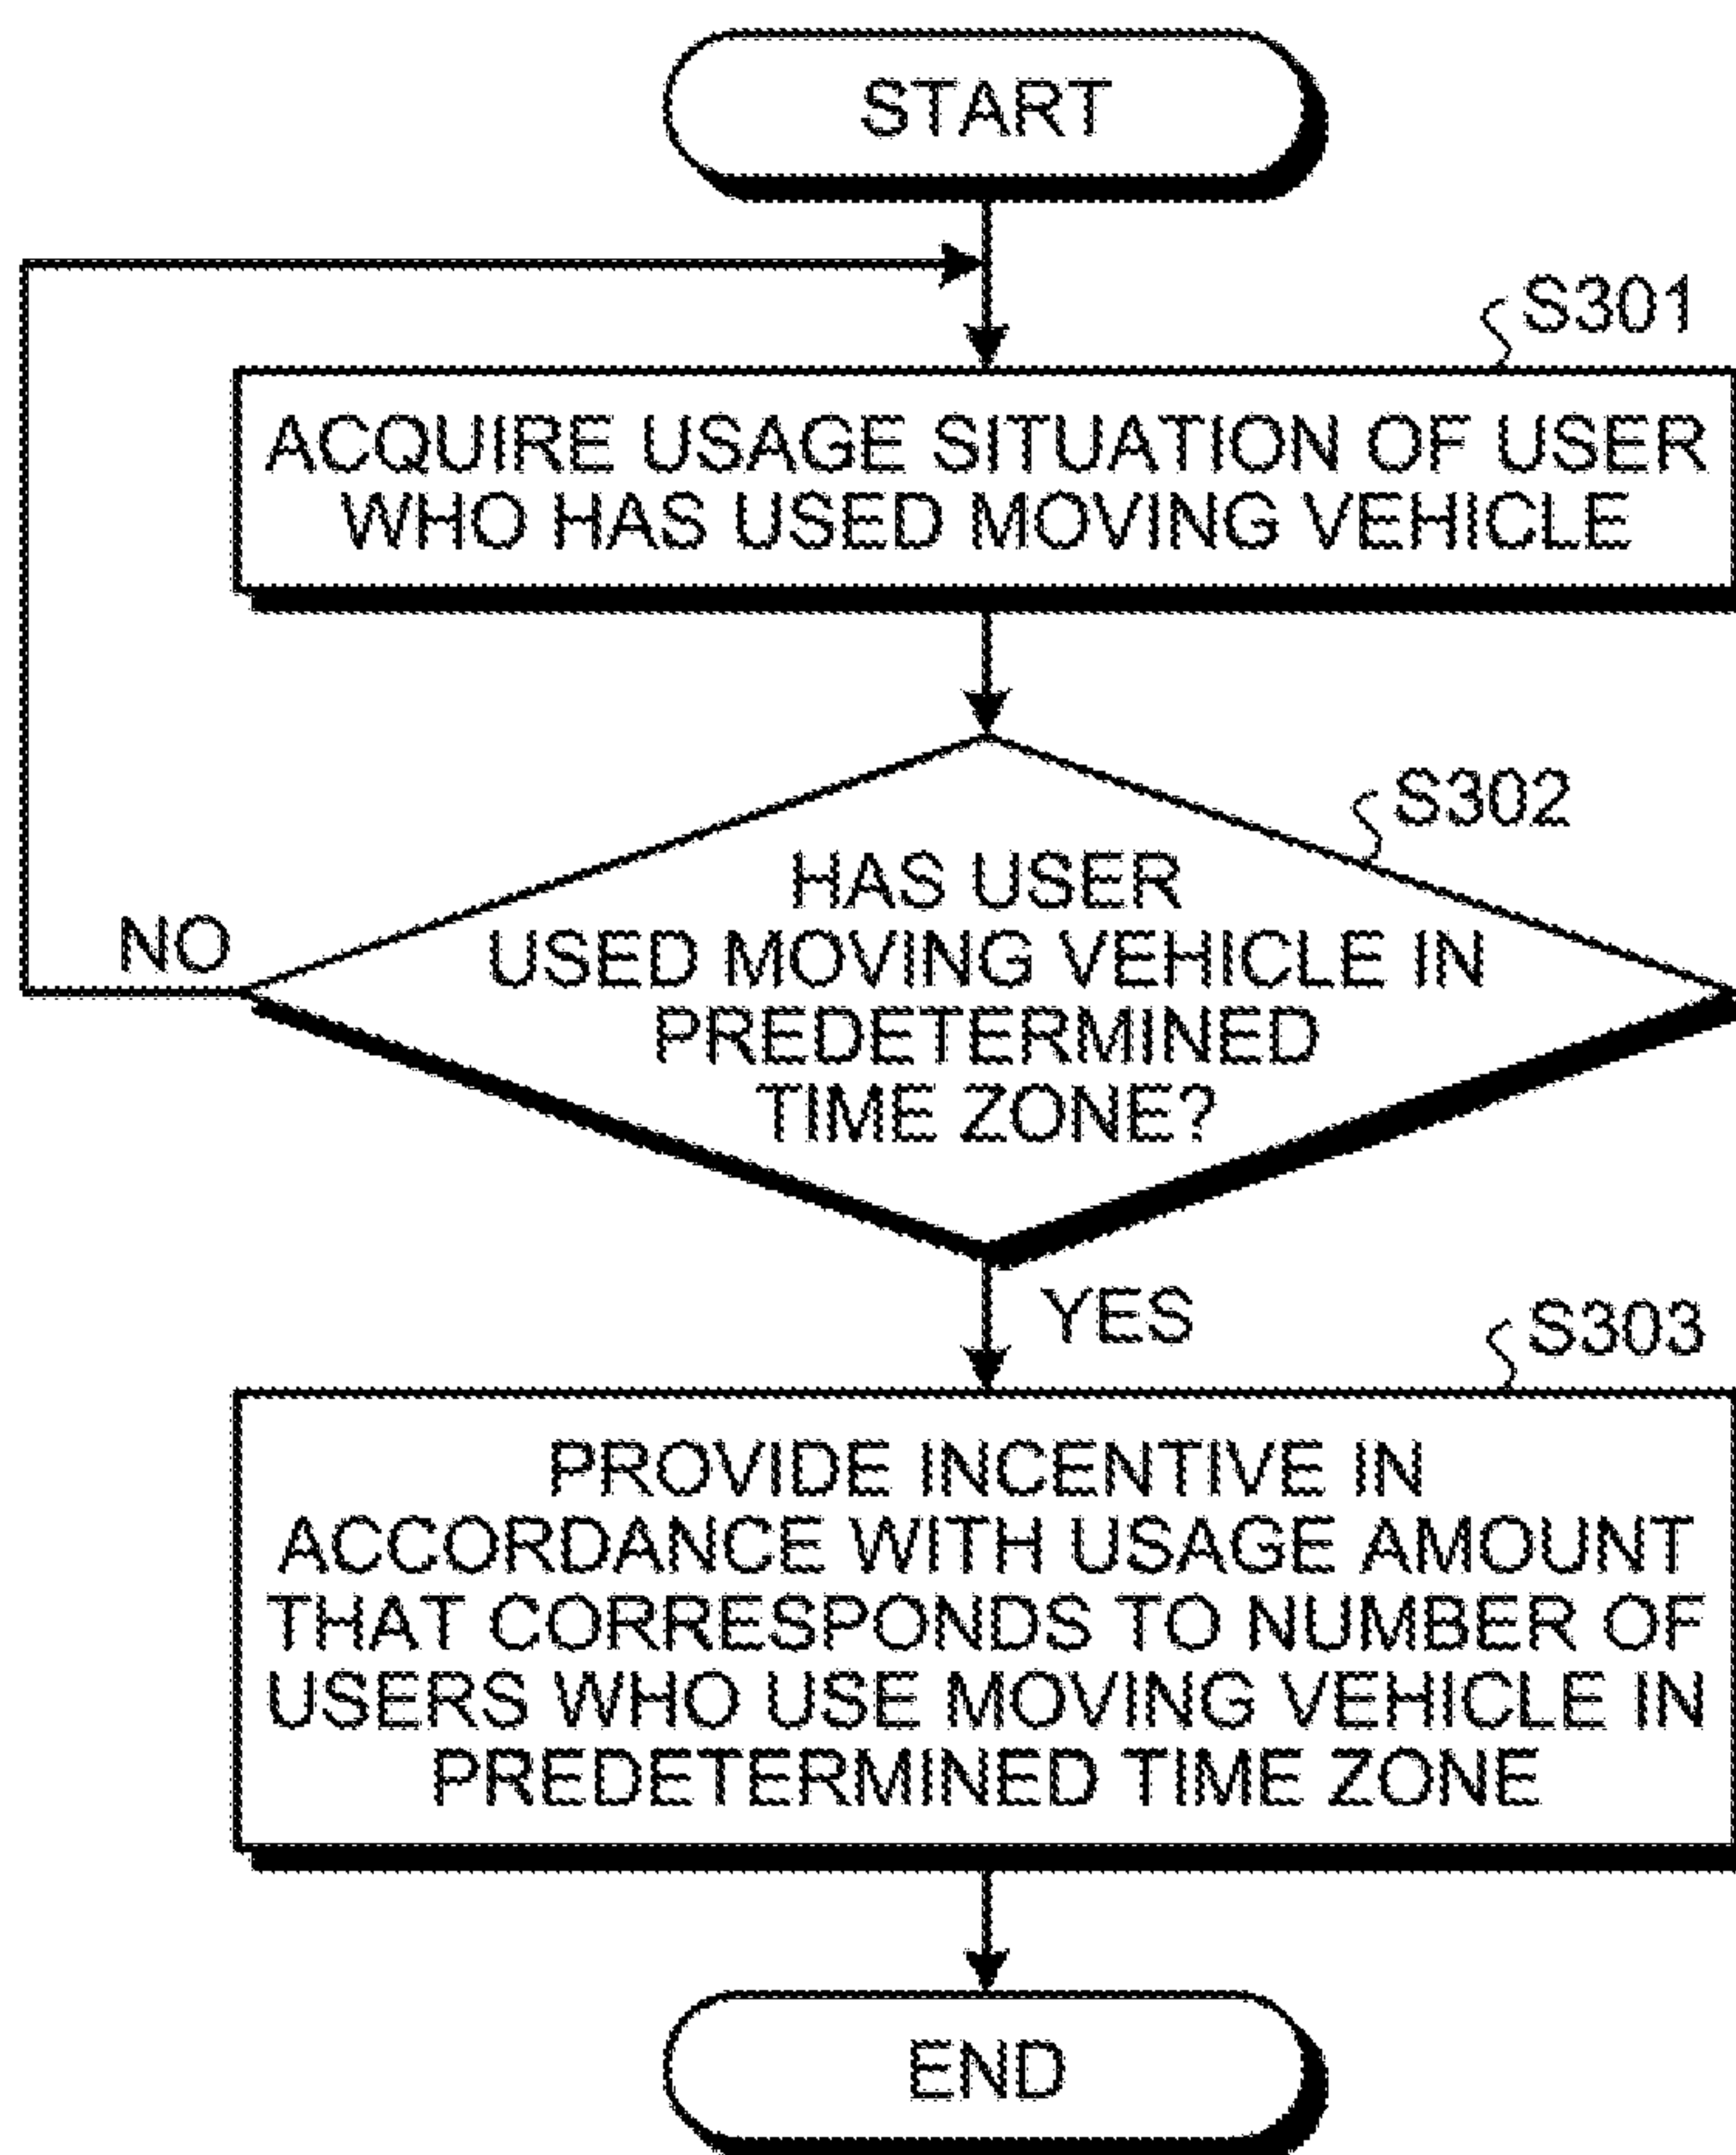 START
S301
ACQUIRE USAGE SITUATION OF USER
WHO HAS USED MOVING VEHICLE
S302
HAS USER
USED MOVING VEHICLE IN
PREDETERMINED
TIME ZONE?
NO
YES
S303
PROVIDE INCENTIVE IN
ACCORDANCE WITH USAGE AMOUNT
THAT CORRESPONDS TO NUMBER OF
USERS WHO USE MOVING VEHICLE IN
PREDETERMINED TIME ZONE
END